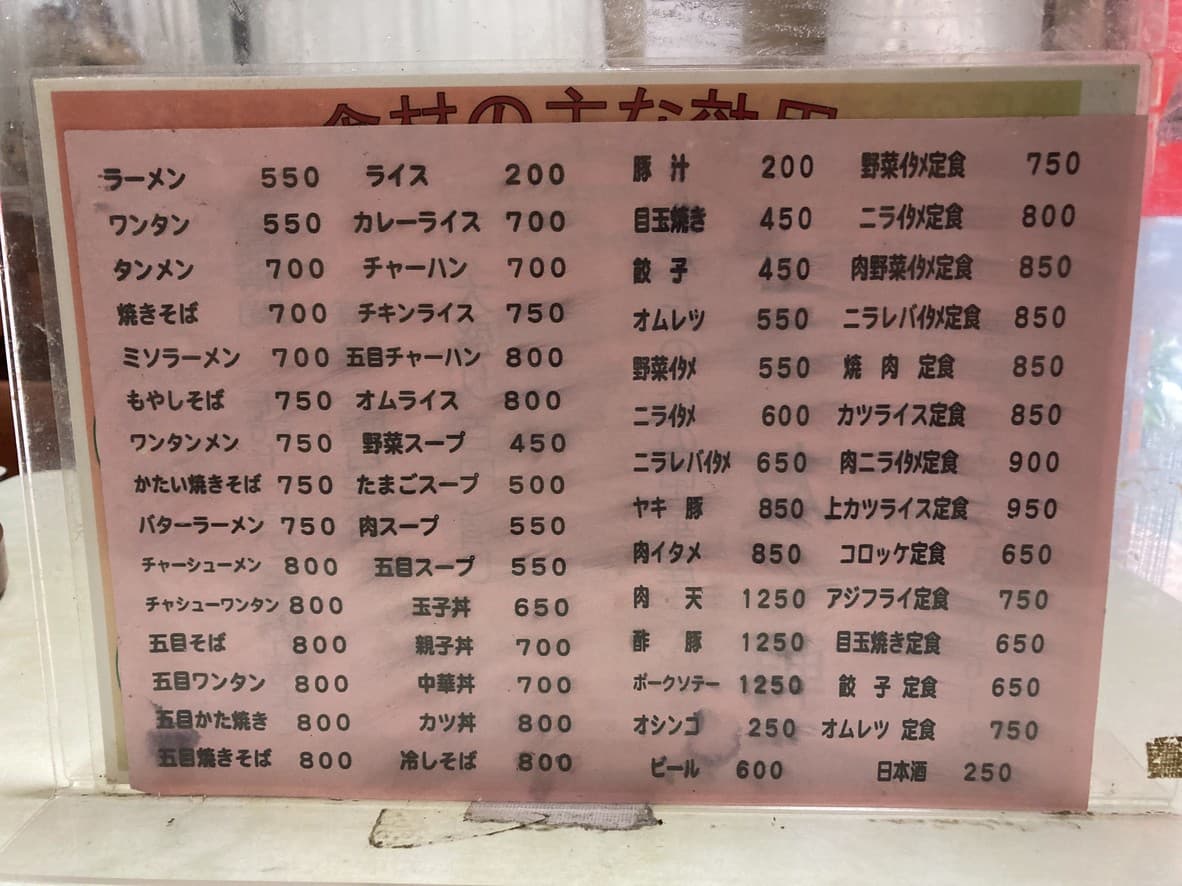 食材の主な効用
ラーメン 550
ワンタン 550
タンメン 700
焼きそば 700
ミソラーメン 700
もやしそば 750
ワンタンメン 750
かたい焼きそば 750
バターラーメン 750
チャーシューメン 800
チャシューワンタン 800
五目そば 800
五目ワンタン 800
五目かた焼き 800
五目焼きそば 800
ライス 200
カレーライス 700
チャーハン 700
チキンライス 750
五目チャーハン 800
オムライス 800
野菜スープ 450
たまごスープ 500
肉スープ 550
五目スープ 550
玉子丼 650
親子丼 700
中華丼 700
カツ丼 800
冷しそば 800
豚汁 200
目玉焼き 450
餃子 450
オムレツ 550
野菜イタメ 550
ニライタメ 600
ニラレバイタメ 650
ヤキ豚 850
肉イタメ 850
肉天 1250
酢豚 1250
ポークソテー 1250
オシンコ 250
ビール 600
野菜イタメ定食 750
ニライタメ定食 800
肉野菜イタメ定食 850
ニラレバイタメ定食 850
焼肉定食 850
カツライス定食 850
肉ニライタメ定食 900
上カツライス定食 950
コロッケ定食 650
アジフライ定食 750
目玉焼き定食 650
餃子定食 650
オムレツ定食 750
日本酒 250